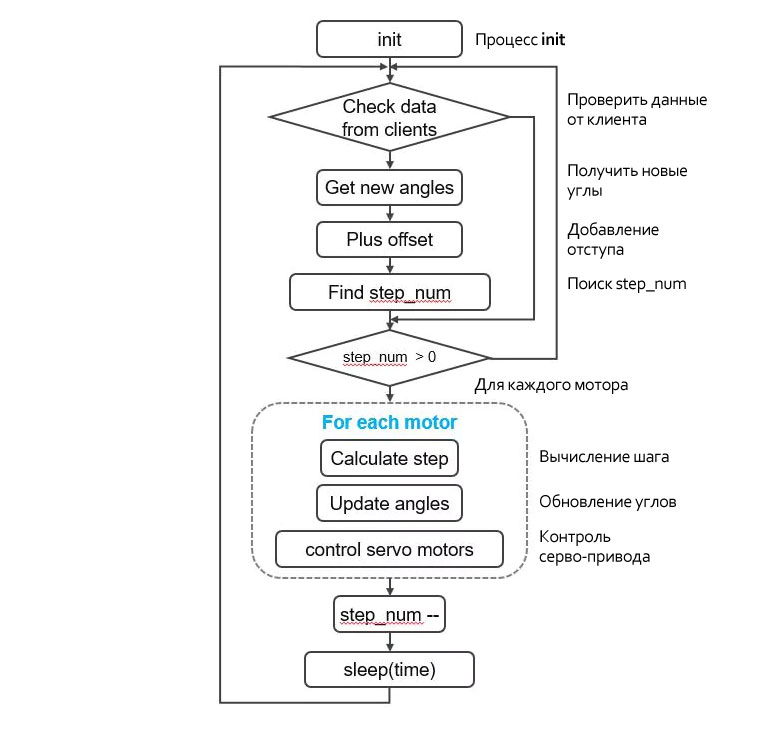 init
Процесс init
Check data
from clients
Проверить данные
от клиента
Get new angles
Получить новые
углы
Plus offset
Добавление
отступа
Find step_num
Поиск step_num
step_num > 0
Для каждого мотора
For each motor
Calculate step
Вычисление шага
Update angles
Обновление углов
control servo motors
Контроль
серво-привода
step_num --
sleep(time)